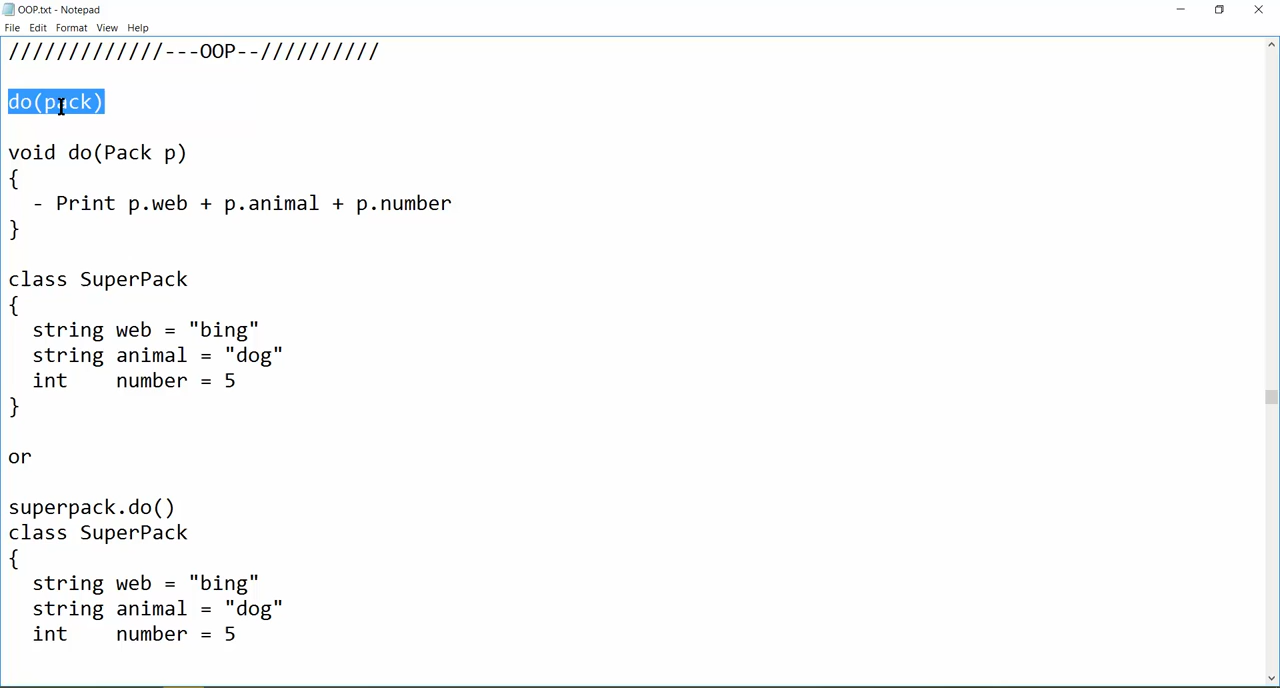 OOP.txt - Notepad
File Edit Format View Help
/////////////---OOP--//////////
do(pack)
void do(Pack p)
{
- Print p.web + p.animal + p.number
}
class SuperPack
{
string web = "bing"
string animal = "dog"
int number = 5
}
or
superpack.do()
class SuperPack
{
string web = "bing"
string animal = "dog"
int number = 5